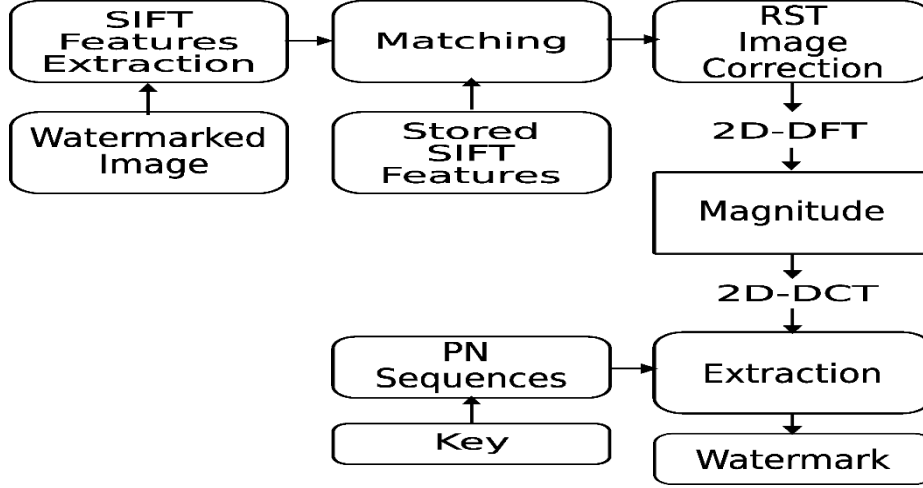 SIFT
Features
Extraction
Matching
RST
Image
Correction
Watermarked
Image
Stored
SIFT
Features
2D-DFT
Magnitude
2D-DCT
PN
Sequences
Extraction
Key
Watermark